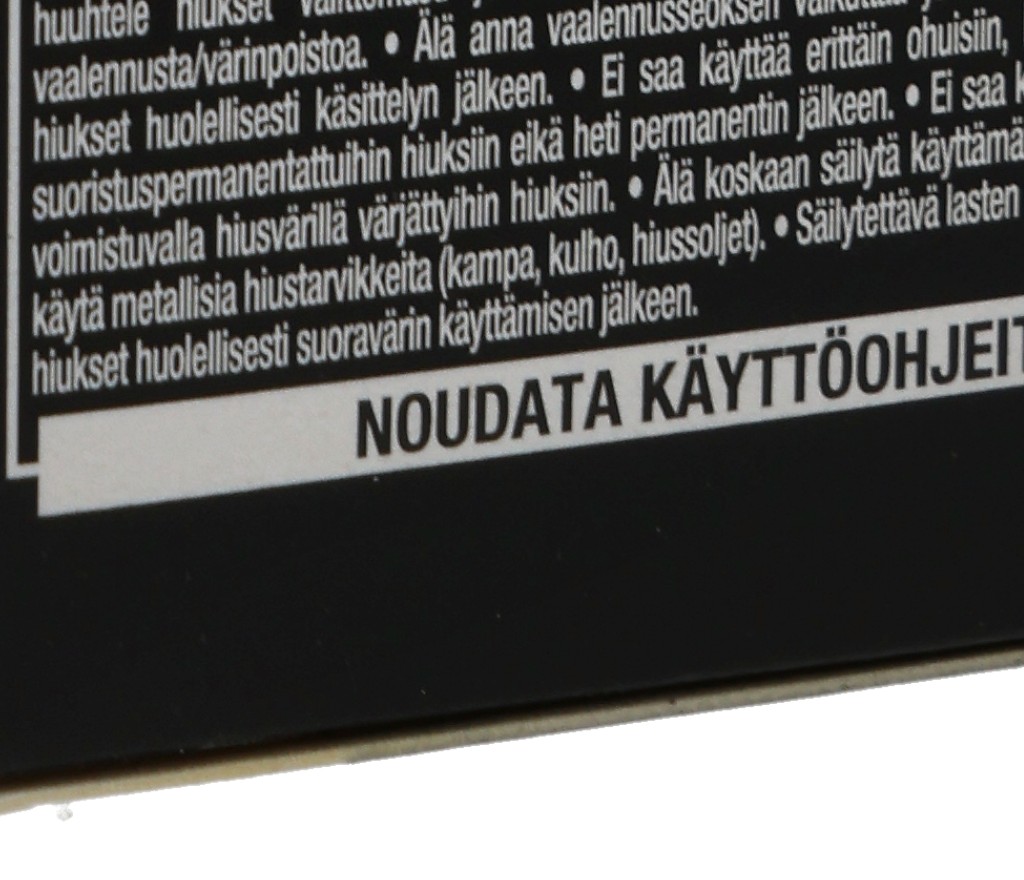 huuhtele hiukset
vaalennusta/värinpoistoa. • Älä anna vaalennusseoksen
hiukset huolellisesti käsittelyn jälkeen. • Ei saa käyttää erittäin ohuisiin,
suoristuspermanentattuihin hiuksiin eikä heti permanentin jälkeen. • Ei saa
voimistuvalla hiusvärillä värjättyihin hiuksiin. • Älä koskaan säilytä käyttämä
käytä metallisia hiustarvikkeita (kampa, kulho, hiussoljet). • Säilytettävä lasten
hiukset huolellisesti suoravärin käyttämisen jälkeen.
NOUDATA KÄYTTÖOHJEIT